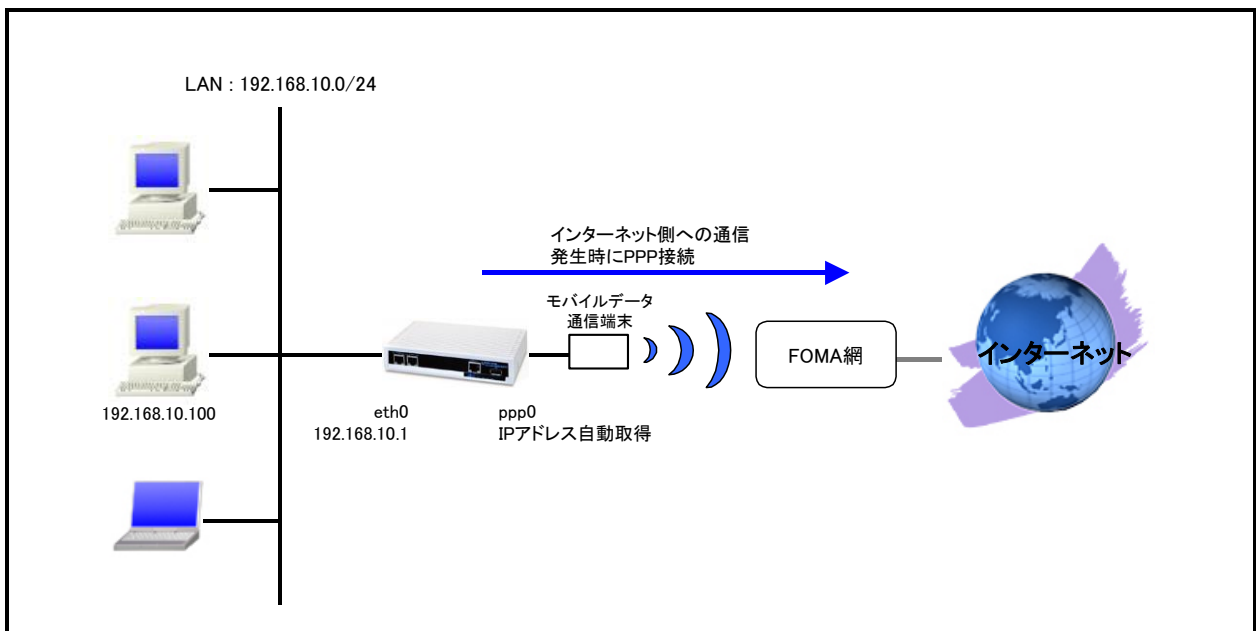 LAN : 192.168.10.0/24
インターネット側への通信
発生時にPPP接続
モバイルデータ
通信端末
FOMA網
インターネット
192.168.10.100
eth0
192.168.10.1
ppp0
IPアドレス自動取得